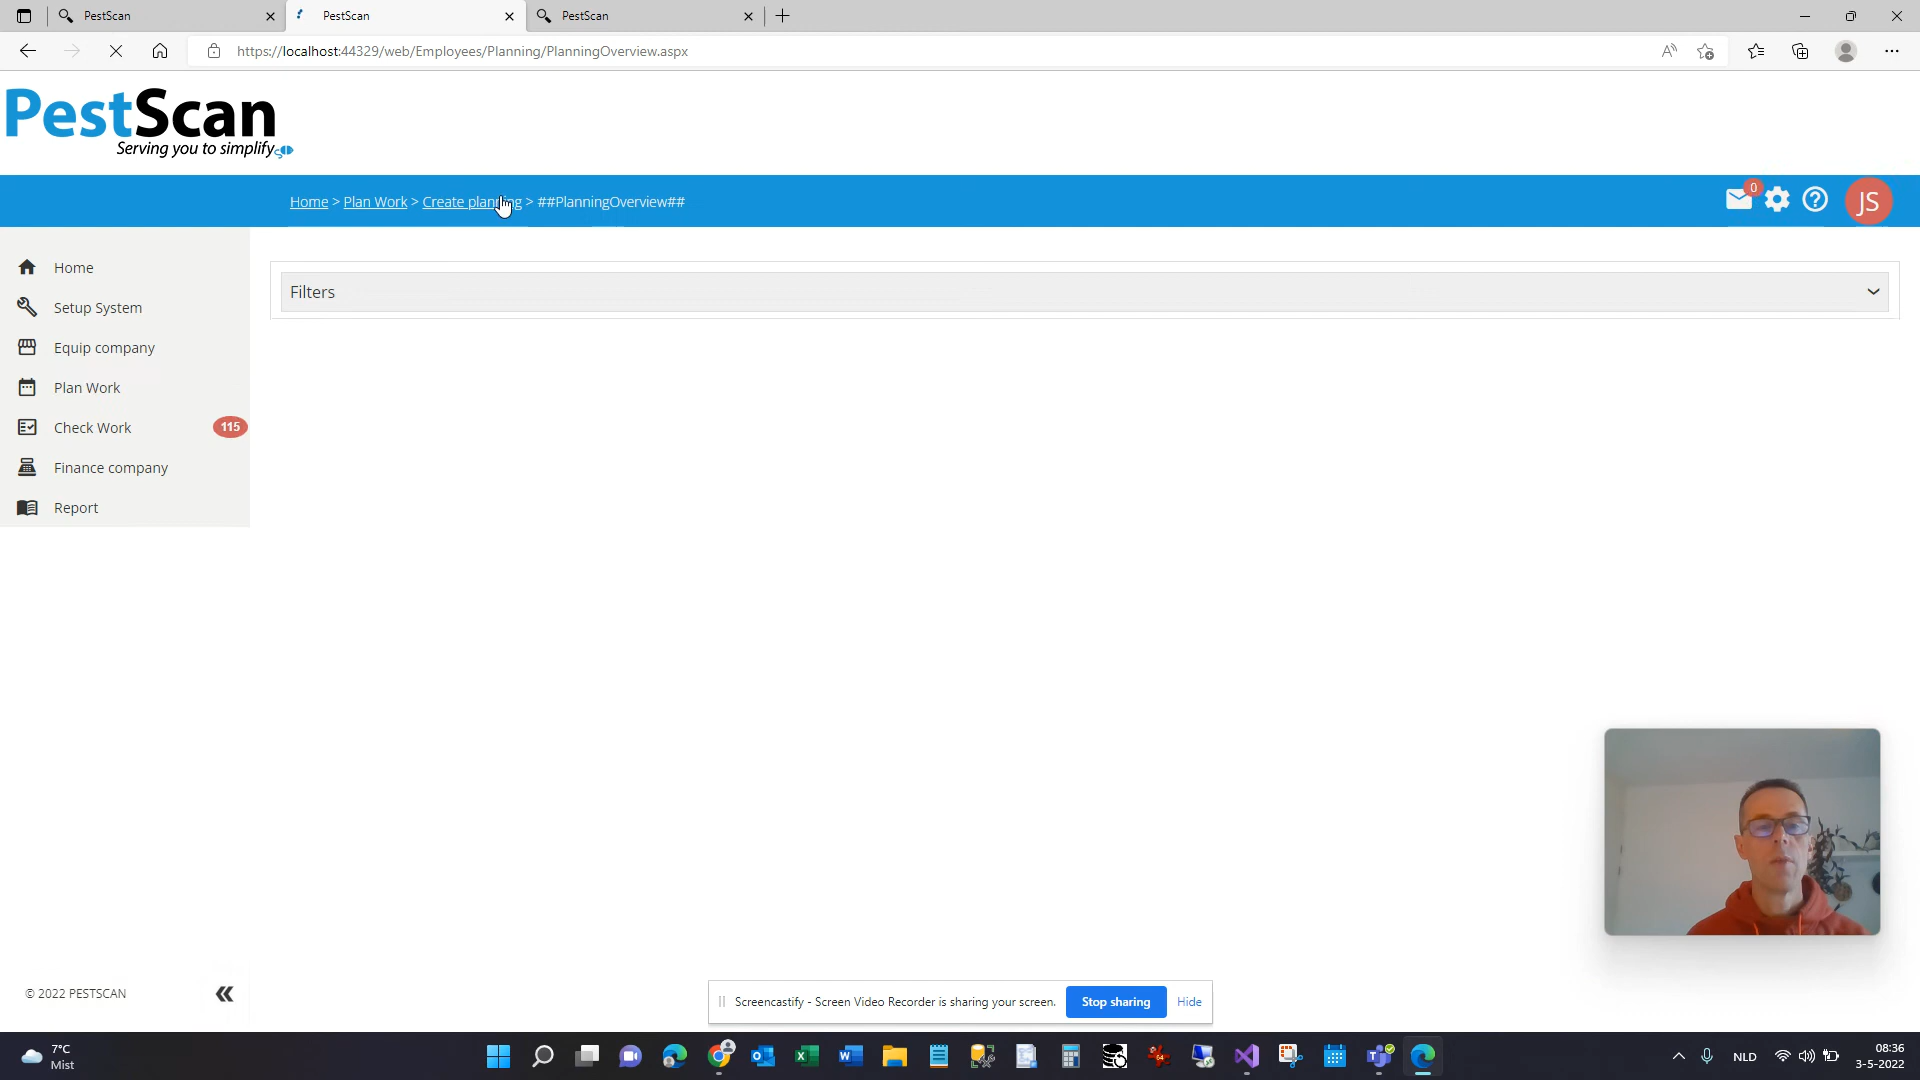 PestScan
PestScan
PestScan
https://localhost:44329/web/Employees/Planning/PlanningOverview.aspx
PestScan
Serving you to simplify
Home > Plan Work > Create planning > ##PlanningOverview##
0
JS
Home
Filters
Setup System
Equip company
Plan Work
Check Work
115
Finance company
Report
© 2022 PESTSCAN
Screencastify - Screen Video Recorder is sharing your screen.
Stop sharing
Hide
7°C
Mist
64
NLD
08:36
3-5-2022